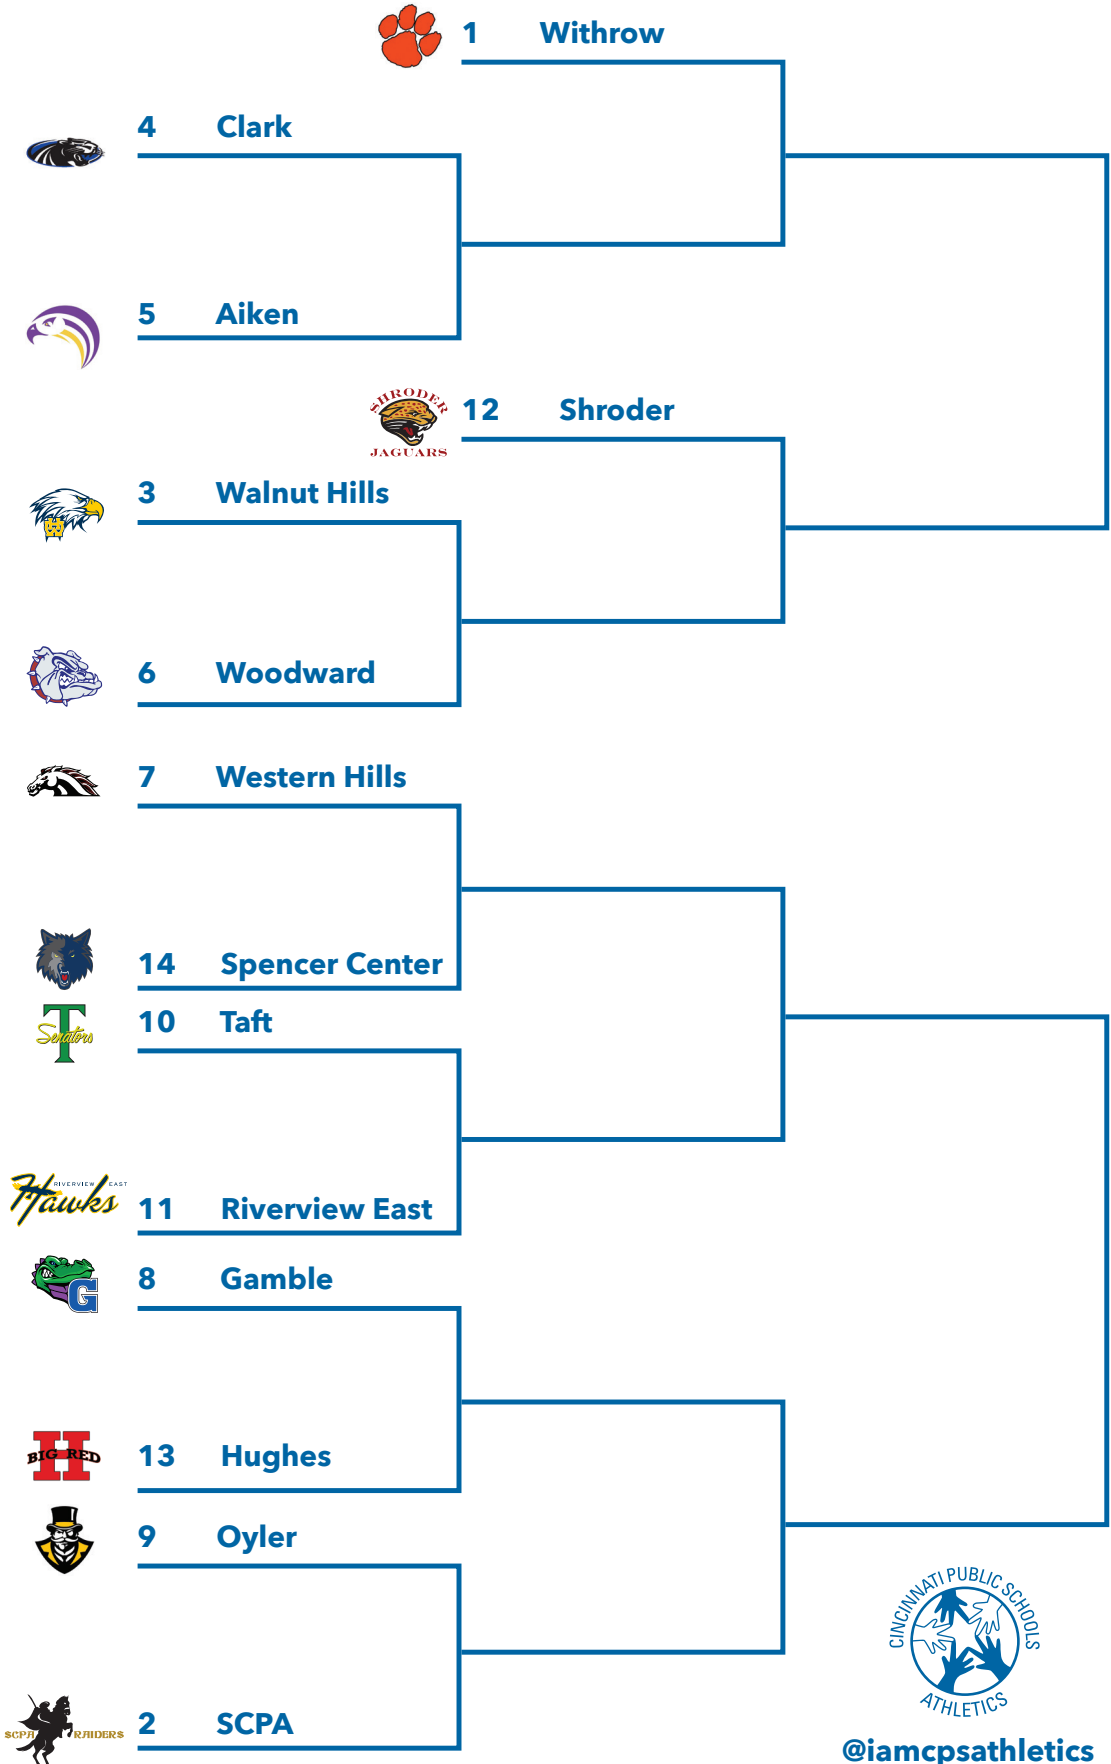 1 Withrow
4 Clark
5 Aiken
SHRODER
JAGUARS
12 Shroder
3 Walnut Hills
W
6 Woodward
7 Western Hills
14 Spencer Center
T
Senators
10 Taft
RIVERVIEW EAST
Hawks
11 Riverview East
G
8 Gamble
H
BIG RED
13 Hughes
9 Oyler
CINCINNATI PUBLIC SCHOOLS
ATHLETICS
SCPA RAIDERS
2 SCPA
@iamcpsathletics